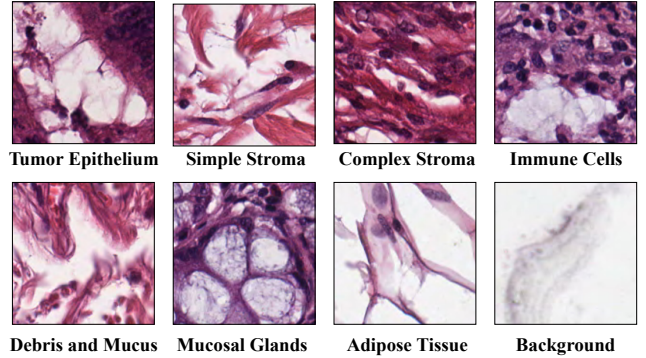 Tumor Epithelium Simple Stroma Complex Stroma Immune Cells
Debris and Mucus Mucosal Glands Adipose Tissue Background